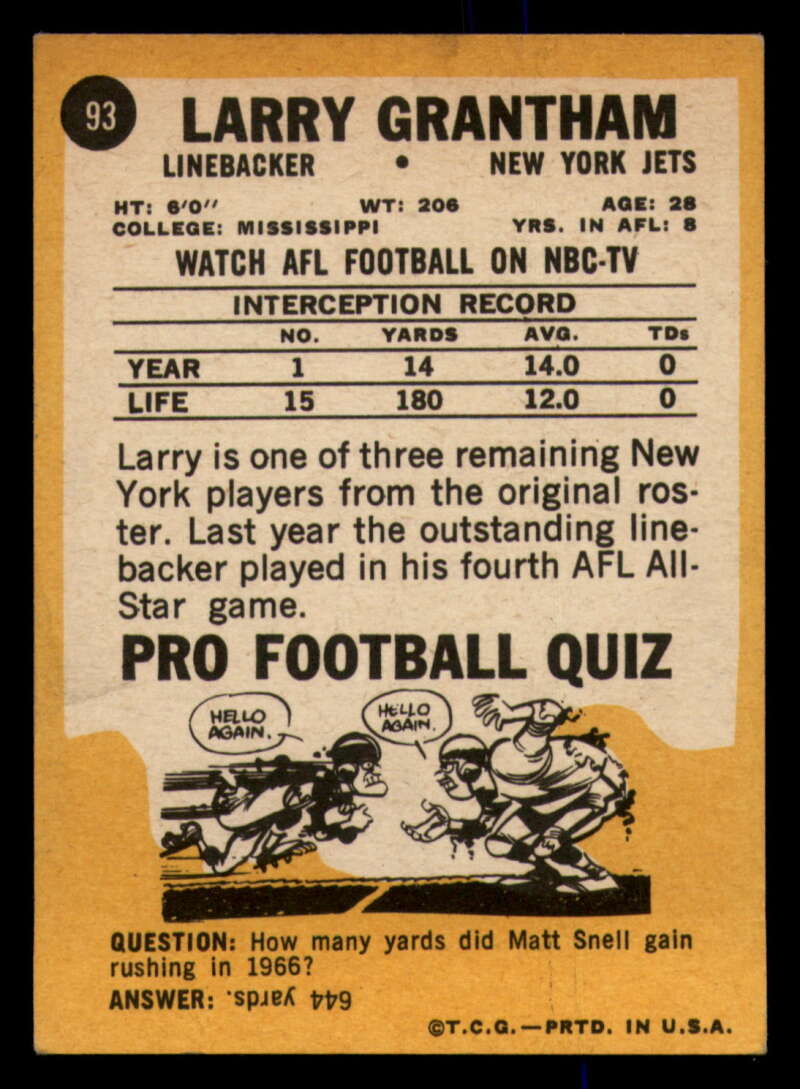 93
LARRY GRANTHAM
LINEBACKER • NEW YORK JETS
HT: 6'0" WT: 206 AGE: 28
COLLEGE: MISSISSIPPI YRS. IN AFL: 8
WATCH AFL FOOTBALL ON NBC-TV
INTERCEPTION RECORD
NO. YARDS AVG. TDs
YEAR 1 14 14.0 0
LIFE 15 180 12.0 0
Larry is one of three remaining New
York players from the original ros-
ter. Last year the outstanding line-
backer played in his fourth AFL All-
Star game.
PRO FOOTBALL QUIZ
HELLO
AGAIN.
HELLO
AGAIN.
QUESTION: How many yards did Matt Snell gain
rushing in 1966?
ANSWER: 644 yards.
©T.C.G.—PRTD. IN U.S.A.